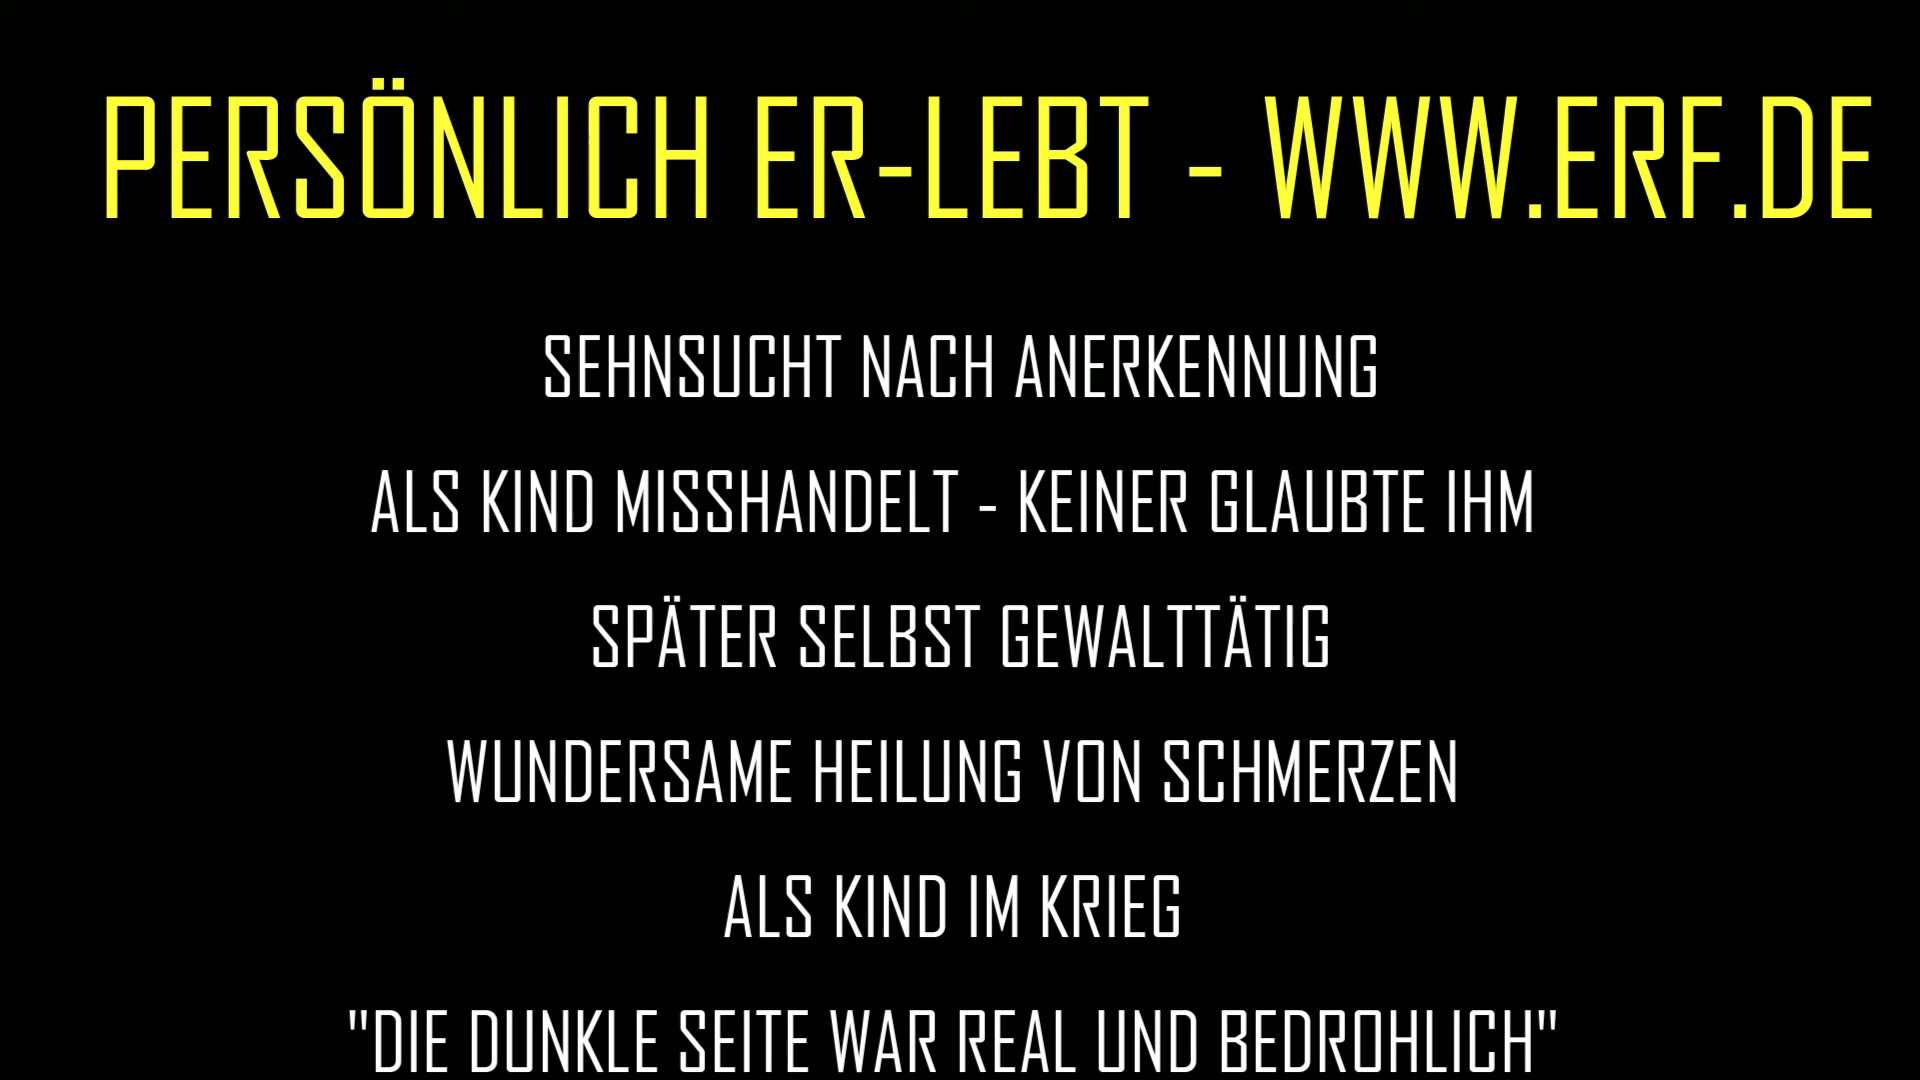 PERSÖNLICH ER-LEBT - WWW.ERF.DE
SEHNSUCHT NACH ANERKENNUNG
ALS KIND MISSHANDELT - KEINER GLAUBTE IHM
SPÄTER SELBST GEWALTTÄTIG
WUNDERSAME HEILUNG VON SCHMERZEN
ALS KIND IM KRIEG
"DIE DUNKLE SEITE WAR REAL UND BEDROHLICH"